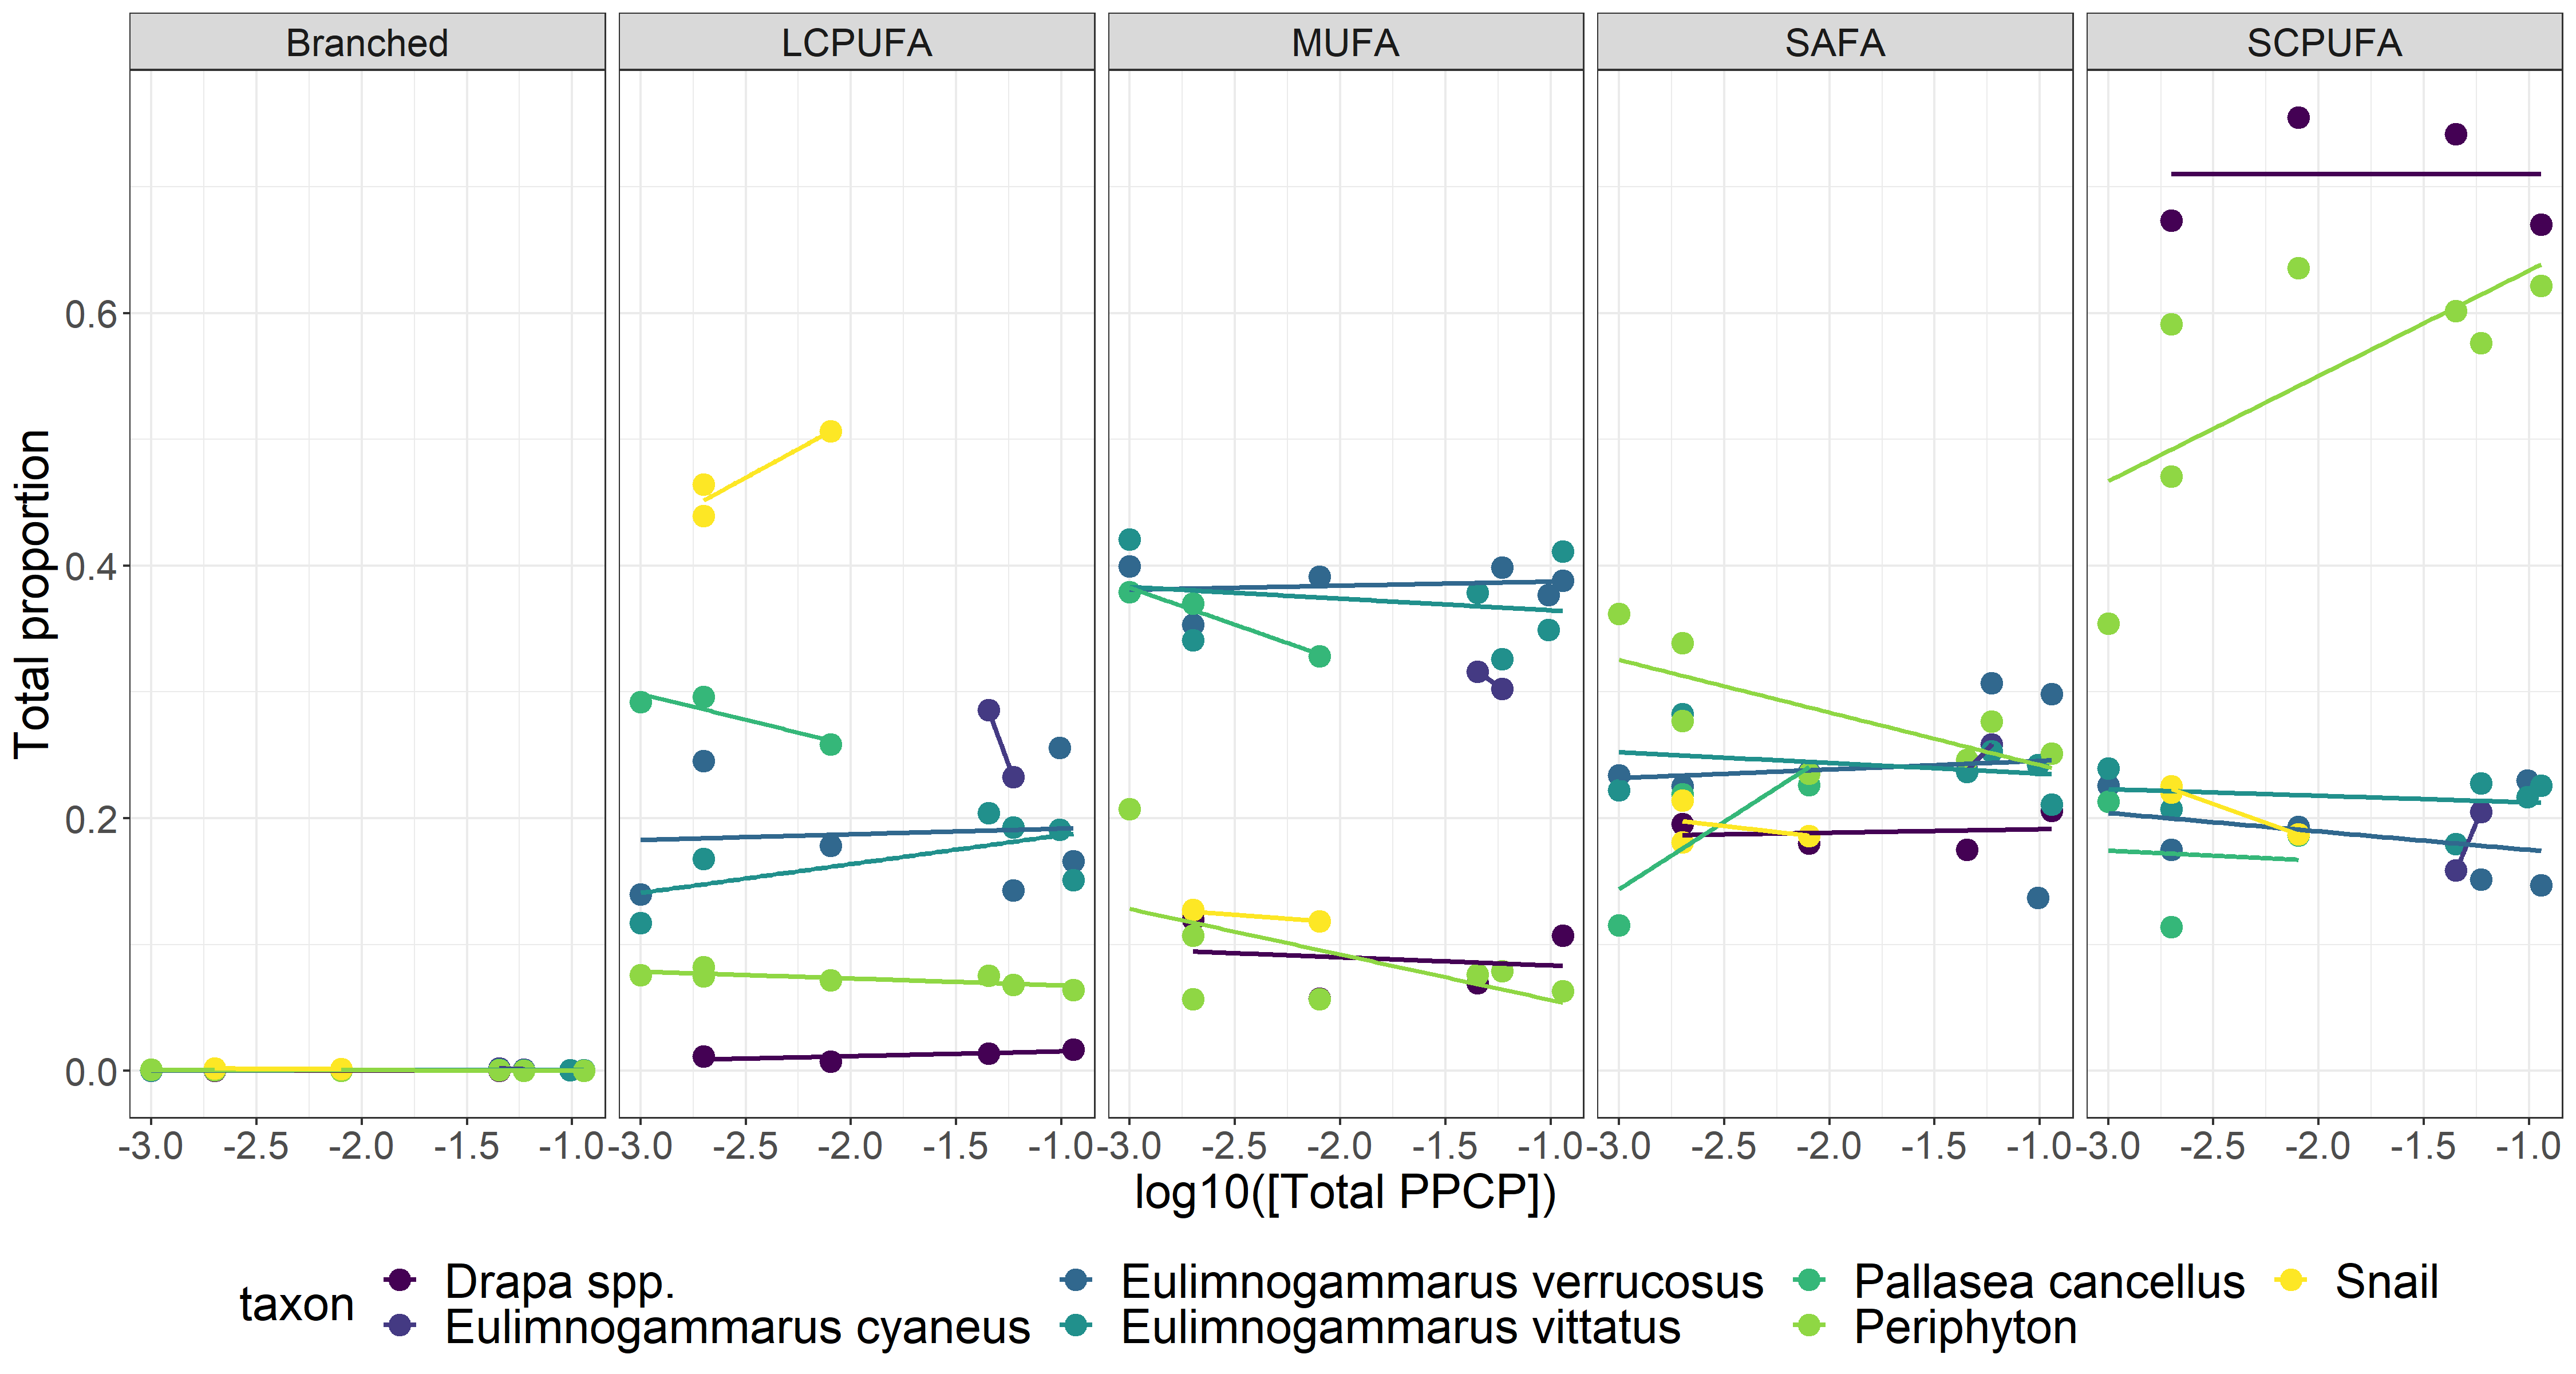 Branched LCPUFA MUFA SAFA SCPUFA
Total proportion
0.6
0.4
0.2
0.0
-3.0 -2.5 -2.0 -1.5 -1.0 -3.0 -2.5 -2.0 -1.5 -1.0 -3.0 -2.5 -2.0 -1.5 -1.0 -3.0 -2.5 -2.0 -1.5 -1.0 -3.0 -2.5 -2.0 -1.5 -1.0
log10([Total PPCP])
taxon
Drapa spp. Eulimnogammarus verrucosus Pallasea cancellus Snail
Eulimnogammarus cyaneus Eulimnogammarus vittatus Periphyton